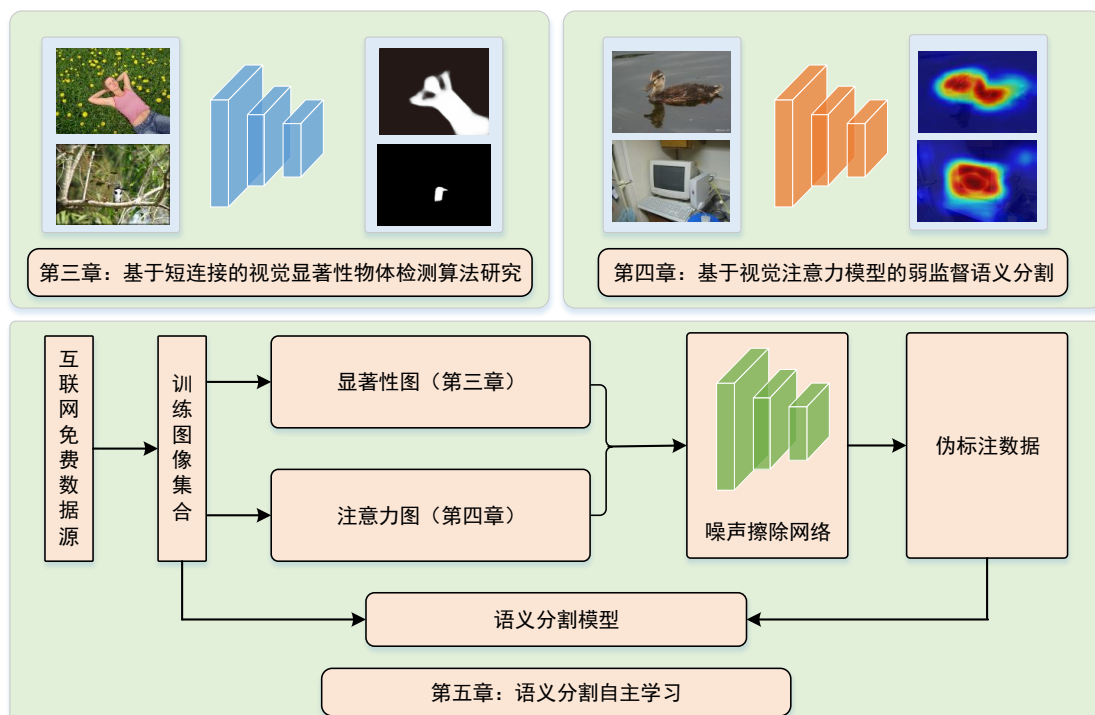 第三章：基于短连接的视觉显著性物体检测算法研究
第四章：基于视觉注意力模型的弱监督语义分割
互联网免费数据源
训练图像集合
显著性图（第三章）
注意力图（第四章）
噪声擦除网络
伪标注数据
语义分割模型
第五章：语义分割自主学习